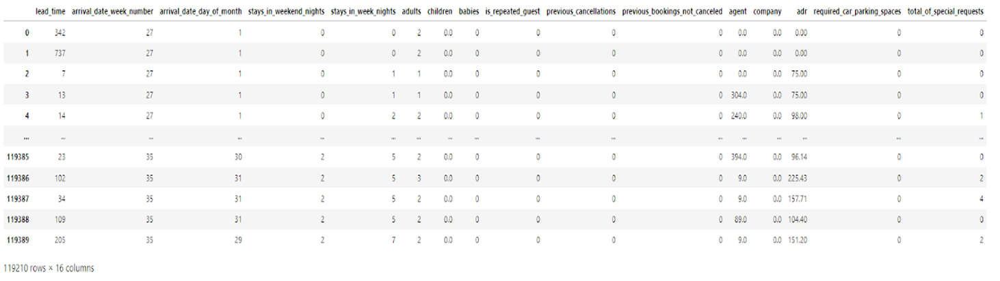 lead_time arrival_date_week_number arrival_date_day_of_month stays_in_weekend_nights stays_in_week_nights adults children babies is_repeated_guest previous_cancellations previous_bookings_not_canceled agent company adr required_car_parking_spaces total_of_special_requests
0 342 27 1 0 0 2 0.0 0 0 0 0 0.0 0.0 0.00 0 0
1 737 27 1 0 0 2 0.0 0 0 0 0 0.0 0.0 0.00 0 0
2 7 27 1 0 1 1 0.0 0 0 0 0 0.0 0.0 75.00 0 0
3 13 27 1 0 1 1 0.0 0 0 0 0 304.0 0.0 75.00 0 0
4 14 27 1 0 2 2 0.0 0 0 0 0 240.0 0.0 98.00 0 1
... ... ... ... ... ... ... ... ... ... ... ... ... ... ... ... ...
119385 23 35 30 2 5 2 0.0 0 0 0 0 394.0 0.0 96.14 0 0
119386 102 35 31 2 5 3 0.0 0 0 0 0 9.0 0.0 225.43 0 2
119387 34 35 31 2 5 2 0.0 0 0 0 0 9.0 0.0 157.71 0 4
119388 109 35 31 2 5 2 0.0 0 0 0 0 89.0 0.0 104.40 0 0
119389 205 35 29 2 7 2 0.0 0 0 0 0 9.0 0.0 151.20 0 2
119210 rows × 16 columns